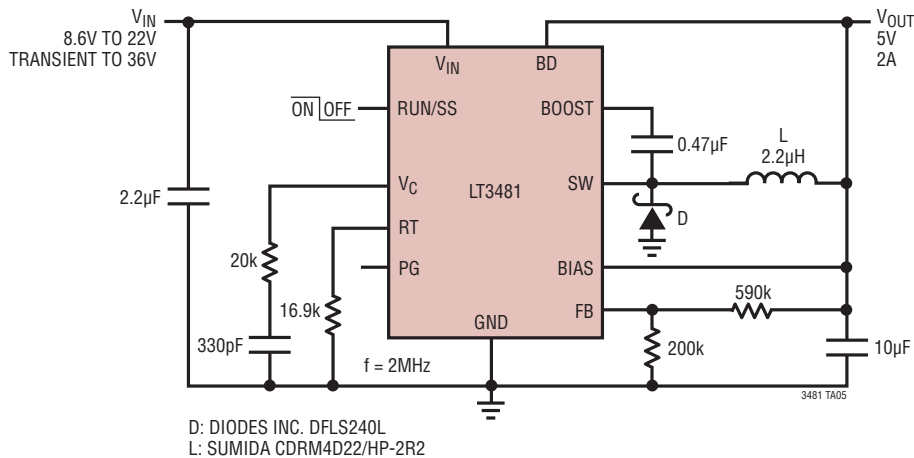 VIN
8.6V TO 22V
TRANSIENT TO 36V
VOUT
5V
2A
VIN
BD
ON OFF
RUN/SS
BOOST
0.47µF
L
2.2µH
2.2µF
VC
LT3481
SW
D
RT
20k
PG
BIAS
16.9k
590k
FB
GND
330pF
f = 2MHz
200k
10µF
3481 TA05
D: DIODES INC. DFLS240L
L: SUMIDA CDRM4D22/HP-2R2